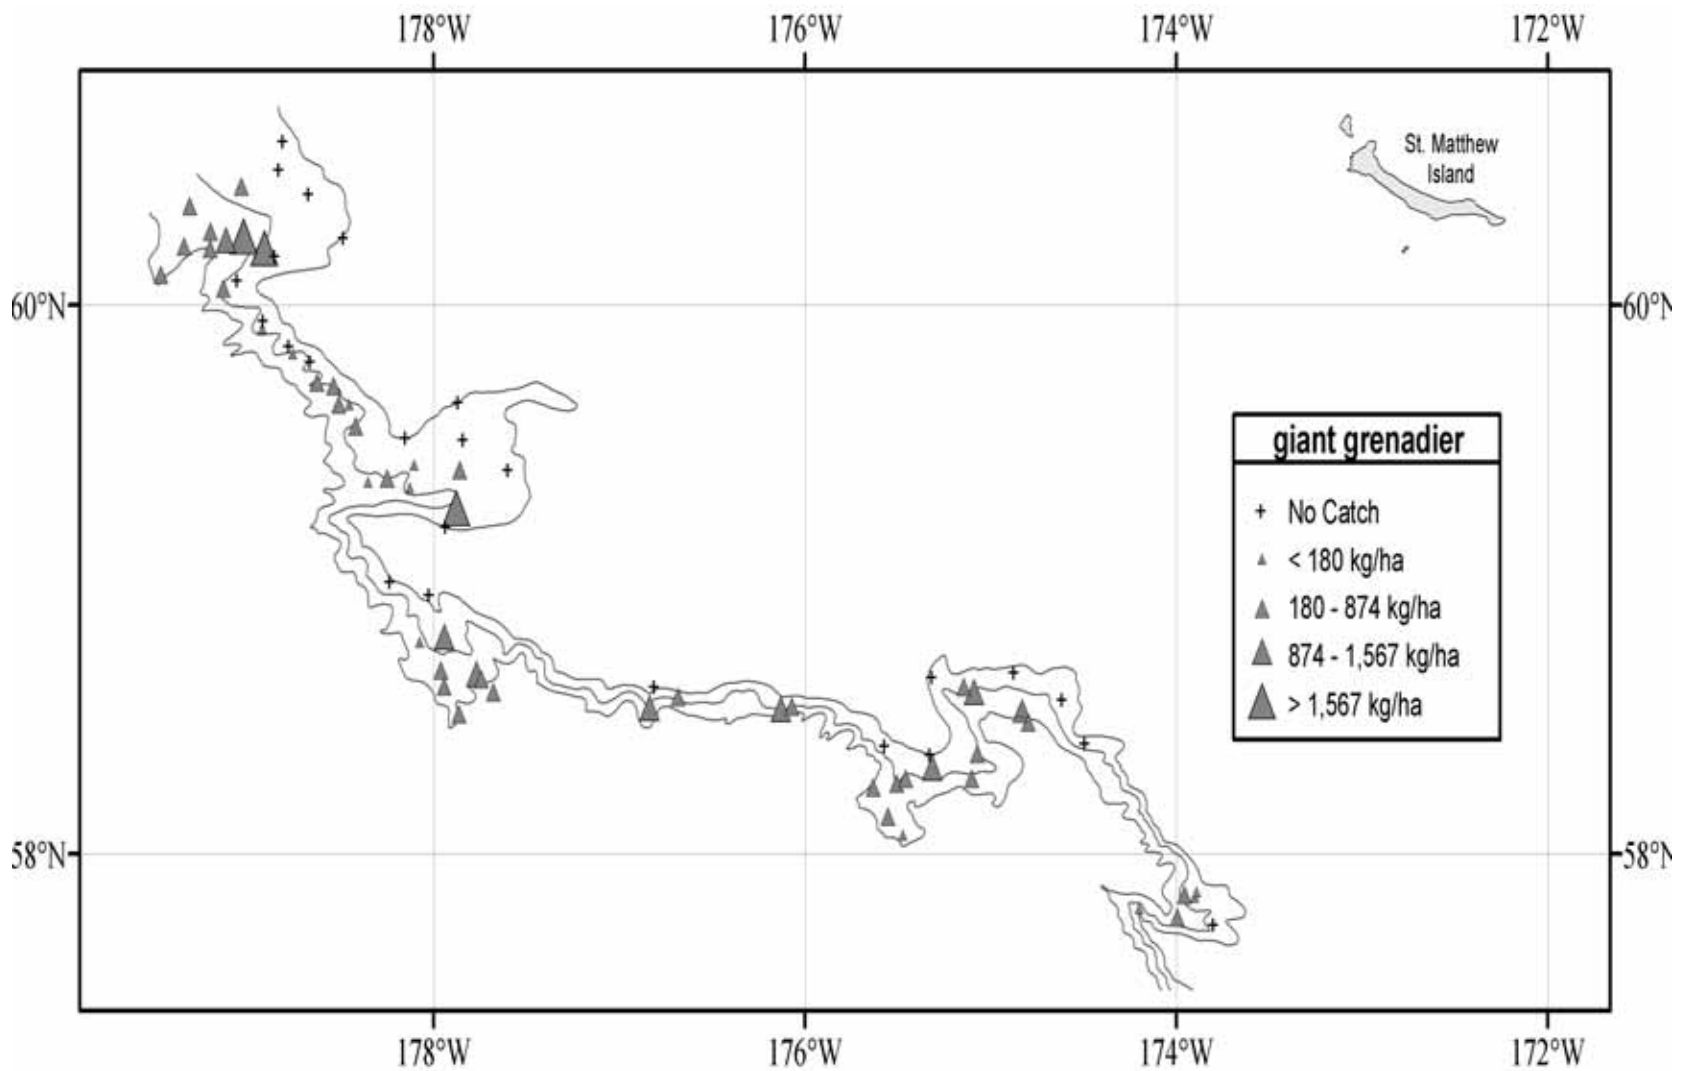 178°W 176°W 174°W 172°W
St. Matthew
Island
60°N 60°N
giant grenadier
No Catch
< 180 kg/ha
180 - 874 kg/ha
874 - 1,567 kg/ha
> 1,567 kg/ha
58°N 58°N
178°W 176°W 174°W 172°W